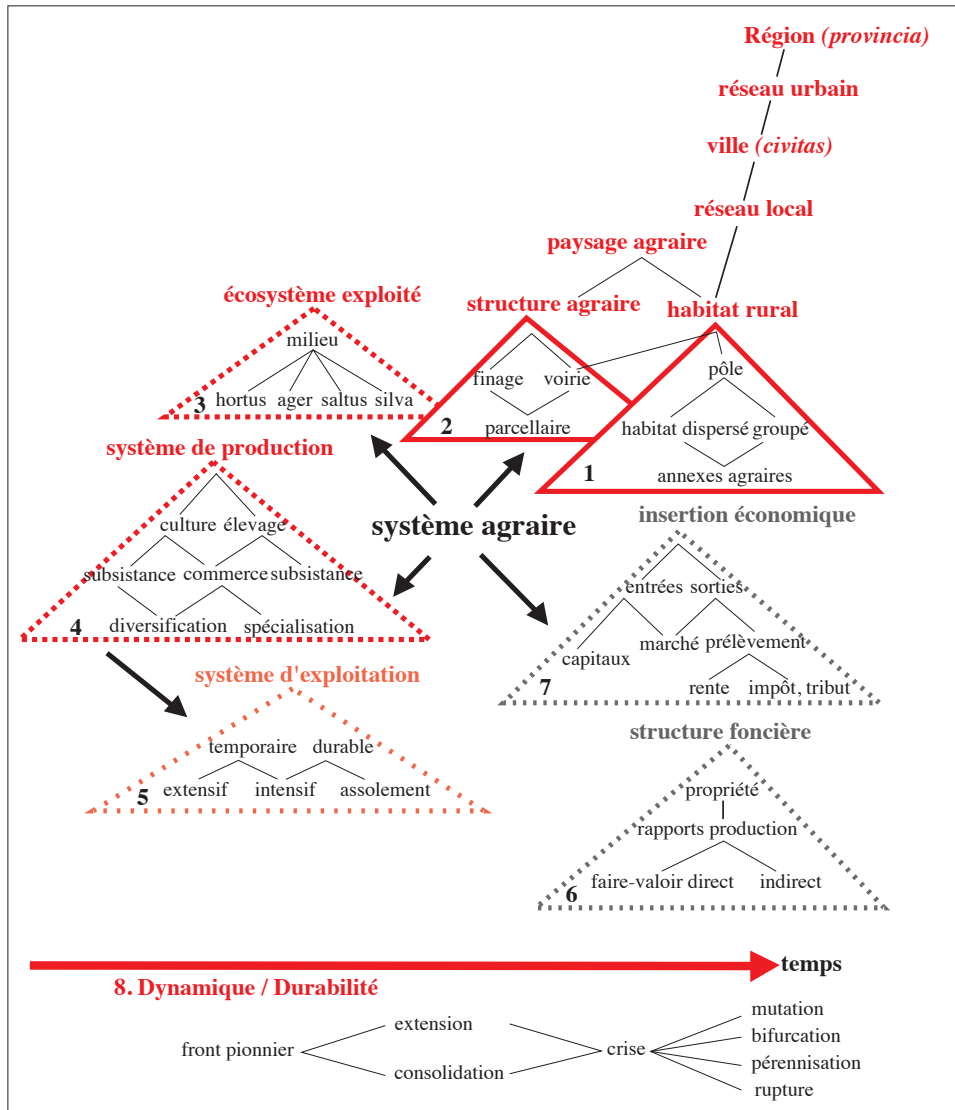 Région (provincia)
réseau urbain
ville (civitas)
réseau local
paysage agraire
écosystème exploité
structure agraire
habitat rural
milieu
hortus ager saltus silva
3
finage voirie
parcellaire
2
pôle
habitat dispersé groupé
annexes agraires
1
système de production
culture élevage
subsistance commerce subsistance
diversification spécialisation
4
système agraire
insertion économique
entrées sorties
capitaux marché prélèvement
rente impôt, tribut
7
système d'exploitation
temporaire durable
extensif intensif assolement
5
structure foncière
propriété
rapports production
faire-valoir direct indirect
6
temps
8. Dynamique / Durabilité
front pionnier
extension
consolidation
crise
mutation
bifurcation
pérennisation
rupture